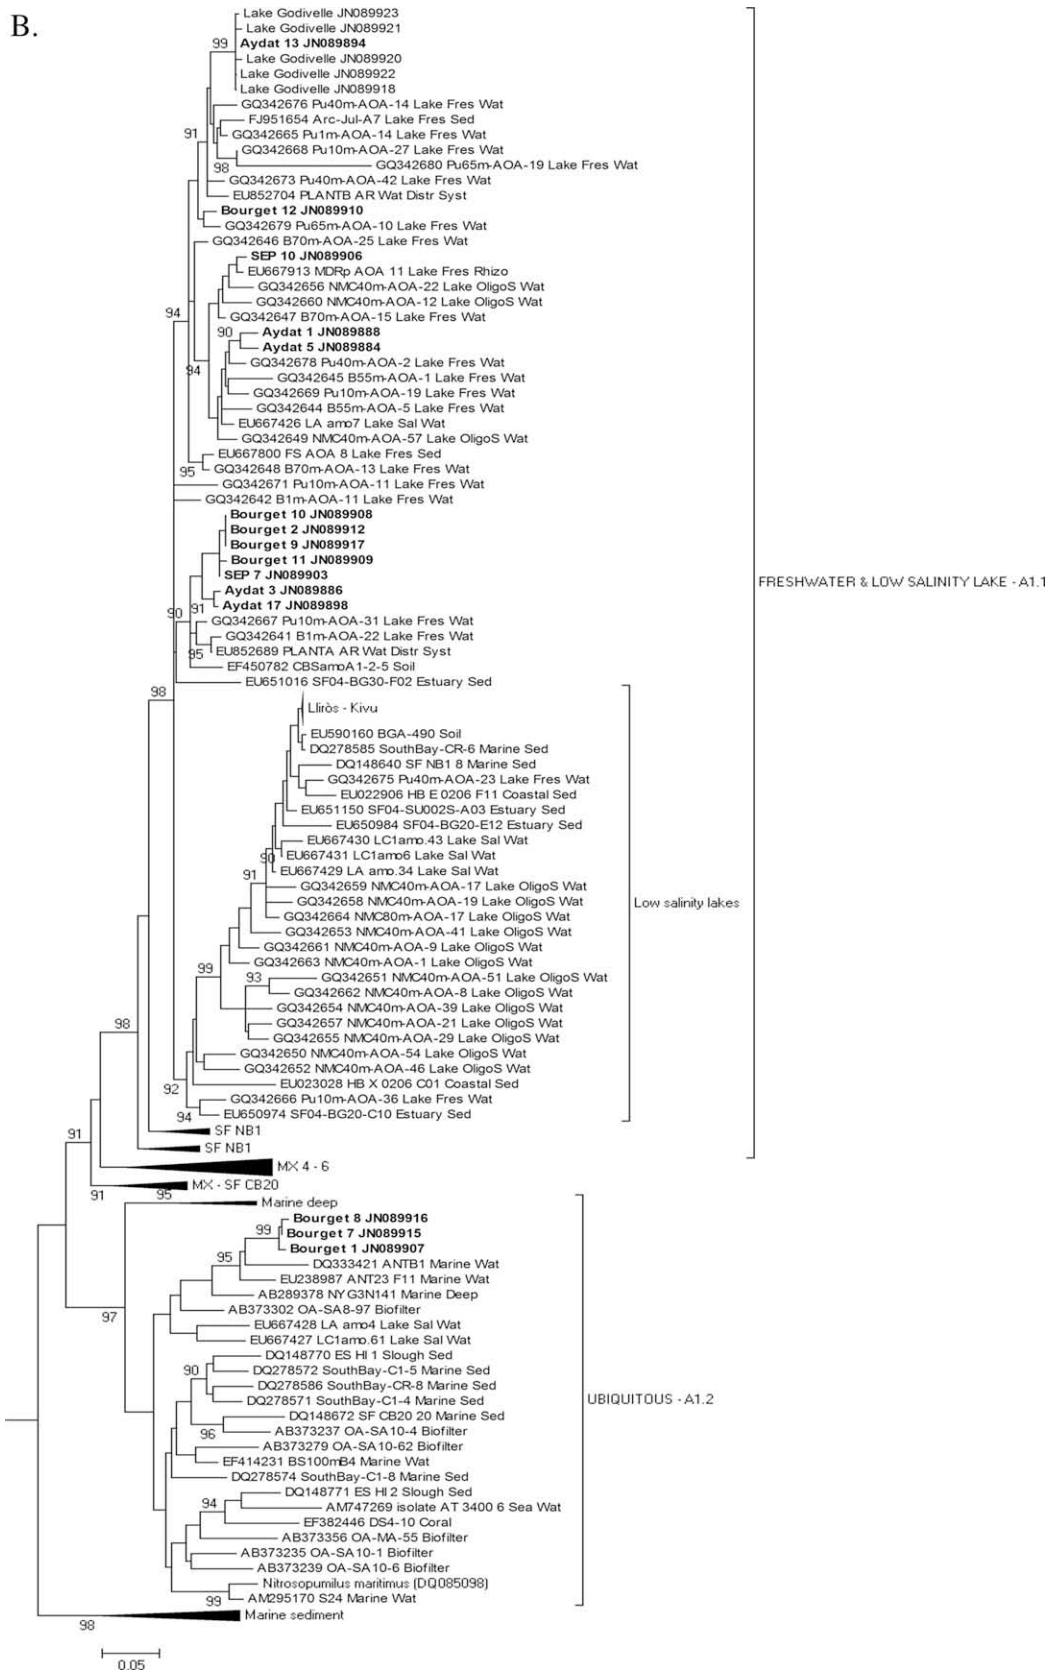 B.
Lake Godivelle JN089923
Lake Godivelle JN089921
99
Aydat 13 JN089894
Lake Godivelle JN089920
Lake Godivelle JN089922
Lake Godivelle JN089918
GQ342676 Pu40m-AOA-14 Lake Fres Wat
FJ951654 Arc-Jul-A7 Lake Fres Sed
91
GQ342665 Pu1m-AOA-14 Lake Fres Wat
GQ342668 Pu10m-AOA-27 Lake Fres Wat
98
GQ342680 Pu65m-AOA-19 Lake Fres Wat
GQ342673 Pu40m-AOA-42 Lake Fres Wat
EU852704 PLANTB AR Wat Distr Syst
Bourget 12 JN089910
GQ342679 Pu65m-AOA-10 Lake Fres Wat
GQ342646 B70m-AOA-25 Lake Fres Wat
SEP 10 JN089906
EU667913 MDRp AOA 11 Lake Fres Rhizo
GQ342656 NMC40m-AOA-22 Lake OligoS Wat
GQ342660 NMC40m-AOA-12 Lake OligoS Wat
94
GQ342647 B70m-AOA-15 Lake Fres Wat
90
Aydat 1 JN089888
Aydat 5 JN089884
GQ342678 Pu40m-AOA-2 Lake Fres Wat
94
GQ342645 B55m-AOA-1 Lake Fres Wat
GQ342669 Pu10m-AOA-19 Lake Fres Wat
GQ342644 B55m-AOA-5 Lake Fres Wat
EU667426 LA amo7 Lake Sal Wat
GQ342649 NMC40m-AOA-57 Lake OligoS Wat
EU667800 FS AOA 8 Lake Fres Sed
95
GQ342648 B70m-AOA-13 Lake Fres Wat
GQ342671 Pu10m-AOA-11 Lake Fres Wat
GQ342642 B1m-AOA-11 Lake Fres Wat
Bourget 10 JN089908
Bourget 2 JN089912
Bourget 9 JN089917
Bourget 11 JN089909
SEP 7 JN089903
FRESHWATER & LOW SALINITY LAKE - A1.1
Aydat 3 JN089886
91
Aydat 17 JN089898
90
GQ342667 Pu10m-AOA-31 Lake Fres Wat
GQ342641 B1m-AOA-22 Lake Fres Wat
95
EU852689 PLANTA AR Wat Distr Syst
EF450782 CBSamoA1-2-5 Soil
EU651016 SF04-BG30-F02 Estuary Sed
98
Lliròs - Kivu
EU590160 BGA-490 Soil
DQ278585 SouthBay-CR-6 Marine Sed
DQ148640 SF NB1 8 Marine Sed
GQ342675 Pu40m-AOA-23 Lake Fres Wat
EU022906 HB E 0206 F11 Coastal Sed
EU651150 SF04-SU002S-A03 Estuary Sed
EU650984 SF04-BG20-E12 Estuary Sed
EU667430 LC1amo.43 Lake Sal Wat
90
EU667431 LC1amo6 Lake Sal Wat
EU667429 LA amo.34 Lake Sal Wat
91
GQ342659 NMC40m-AOA-17 Lake OligoS Wat
GQ342658 NMC40m-AOA-19 Lake OligoS Wat
Low salinity lakes
GQ342664 NMC80m-AOA-17 Lake OligoS Wat
GQ342653 NMC40m-AOA-41 Lake OligoS Wat
GQ342661 NMC40m-AOA-9 Lake OligoS Wat
GQ342663 NMC40m-AOA-1 Lake OligoS Wat
99
93
GQ342651 NMC40m-AOA-51 Lake OligoS Wat
GQ342662 NMC40m-AOA-8 Lake OligoS Wat
GQ342654 NMC40m-AOA-39 Lake OligoS Wat
98
GQ342657 NMC40m-AOA-21 Lake OligoS Wat
GQ342655 NMC40m-AOA-29 Lake OligoS Wat
GQ342650 NMC40m-AOA-54 Lake OligoS Wat
GQ342652 NMC40m-AOA-46 Lake OligoS Wat
92
EU023028 HB X 0206 C01 Coastal Sed
GQ342666 Pu10m-AOA-36 Lake Fres Wat
94
EU650974 SF04-BG20-C10 Estuary Sed
91
SF NB1
SF NB1
MX 4 - 6
91
95
MX - SF CB20
Marine deep
Bourget 8 JN089916
99
Bourget 7 JN089915
Bourget 1 JN089907
95
DQ333421 ANTB1 Marine Wat
EU238987 ANT23 F11 Marine Wat
AB289378 NYG3N141 Marine Deep
97
AB373302 OA-SA8-97 Biofilter
EU667428 LA amo4 Lake Sal Wat
EU667427 LC1amo.61 Lake Sal Wat
DQ148770 ES HI 1 Slough Sed
90
DQ278572 SouthBay-C1-5 Marine Sed
DQ278586 SouthBay-CR-8 Marine Sed
UBIQUITOUS - A1.2
DQ278571 SouthBay-C1-4 Marine Sed
DQ148672 SF CB20 20 Marine Sed
96
AB373237 OA-SA10-4 Biofilter
AB373279 OA-SA10-62 Biofilter
EF414231 BS100mB4 Marine Wat
DQ278574 SouthBay-C1-8 Marine Sed
DQ148771 ES HI 2 Slough Sed
94
AM747269 isolate AT 3400 6 Sea Wat
EF382446 DS4-10 Coral
AB373356 OA-MA-55 Biofilter
AB373235 OA-SA10-1 Biofilter
AB373239 OA-SA10-6 Biofilter
Nitrosopumilus maritimus (DQ085098)
99
AM295170 S24 Marine Wat
98
Marine sediment
0.05